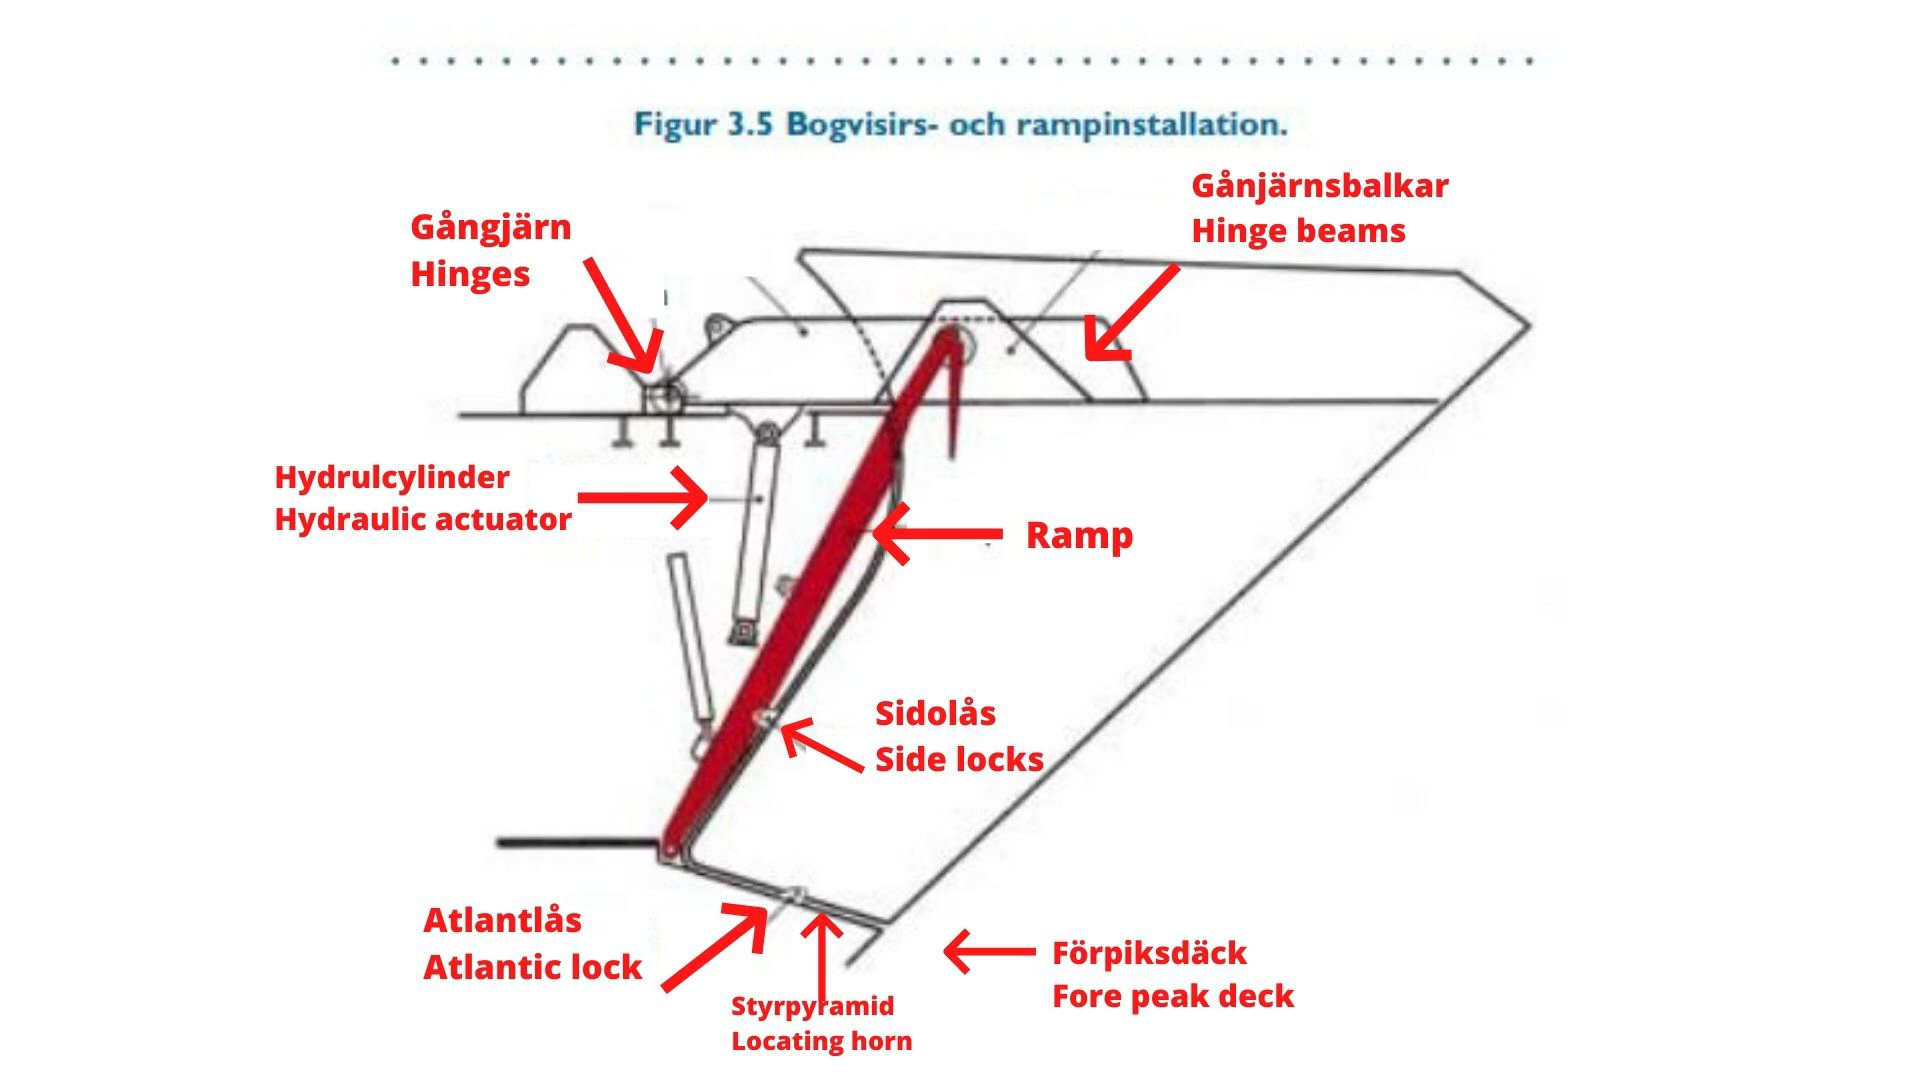 Figur 3.5 Bogvisirs- och rampinstallation.
Gånjärnsbalkar
Hinge beams
Gångjärn
Hinges
Hydrulcylinder
Hydraulic actuator
Ramp
Sidolås
Side locks
Atlantlås
Atlantic lock
Förpiksdäck
Fore peak deck
Styrpyramid
Locating horn